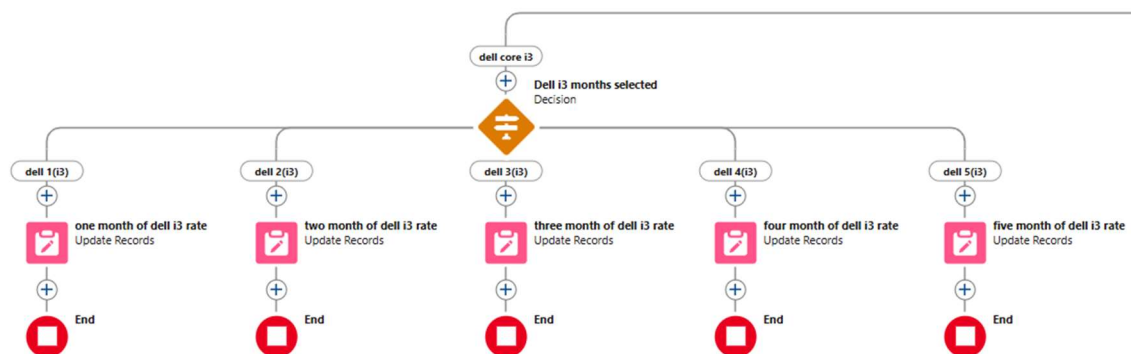 dell core i3
Dell i3 months selected
Decision
dell 1(i3)
dell 2(i3)
dell 3(i3)
dell 4(i3)
dell 5(i3)
one month of dell i3 rate
Update Records
two month of dell i3 rate
Update Records
three month of dell i3 rate
Update Records
four month of dell i3 rate
Update Records
five month of dell i3 rate
Update Records
End
End
End
End
End